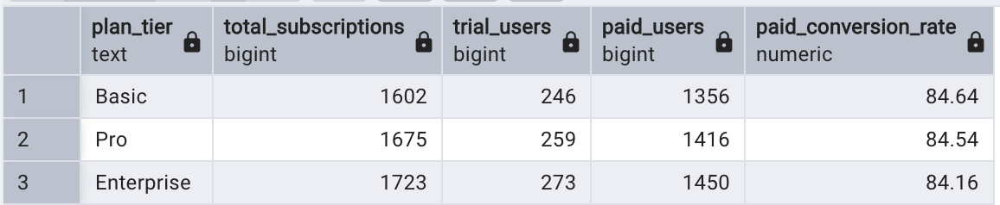 plan_tier total_subscriptions trial_users paid_users paid_conversion_rate
text bigint bigint bigint numeric
1 Basic 1602 246 1356 84.64
2 Pro 1675 259 1416 84.54
3 Enterprise 1723 273 1450 84.16